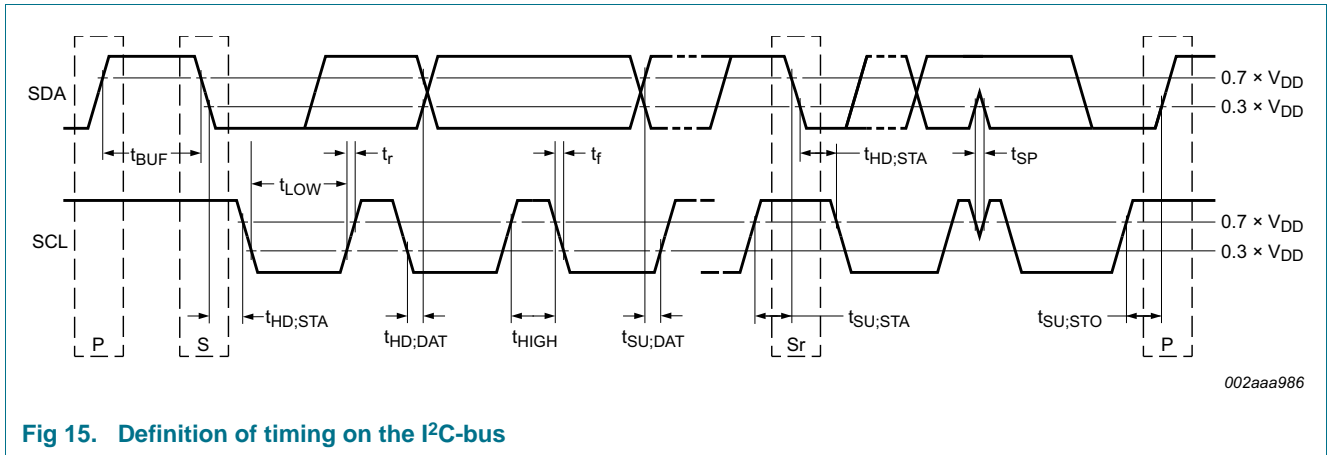 SDA
0.7 × VDD
0.3 × VDD
tBUF
tr
tf
tHD;STA
tSP
tLOW
SCL
0.7 × VDD
0.3 × VDD
tHD;STA
tHD;DAT
tHIGH
tSU;DAT
tSU;STA
tSU;STO
P
S
Sr
P
002aaa986
Fig 15. Definition of timing on the I²C-bus